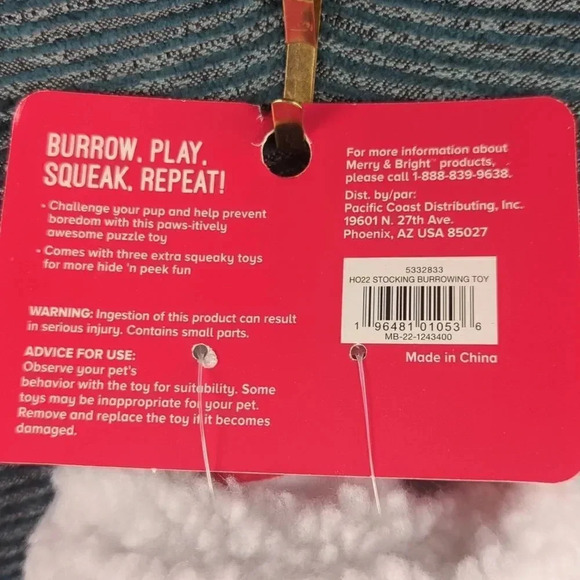 BURROW. PLAY.
SQUEAK. REPEAT!
- Challenge your pup and help prevent
boredom with this paws-itively
awesome puzzle toy
- Comes with three extra squeaky toys
for more hide 'n peek fun
WARNING: Ingestion of this product can result
in serious injury. Contains small parts.
ADVICE FOR USE:
Observe your pet's
behavior with the toy for suitability. Some
toys may be inappropriate for your pet.
Remove and replace the toy if it becomes
damaged.
For more information about
Merry & Bright™ products,
please call 1-888-839-9638.
Dist. by/par:
Pacific Coast Distributing, Inc.
19601 N. 27th Ave.
Phoenix, AZ USA 85027
5332833
HO22 STOCKING BURROWING TOY
1 96481 01053 6
MB-22-1243400
Made in China